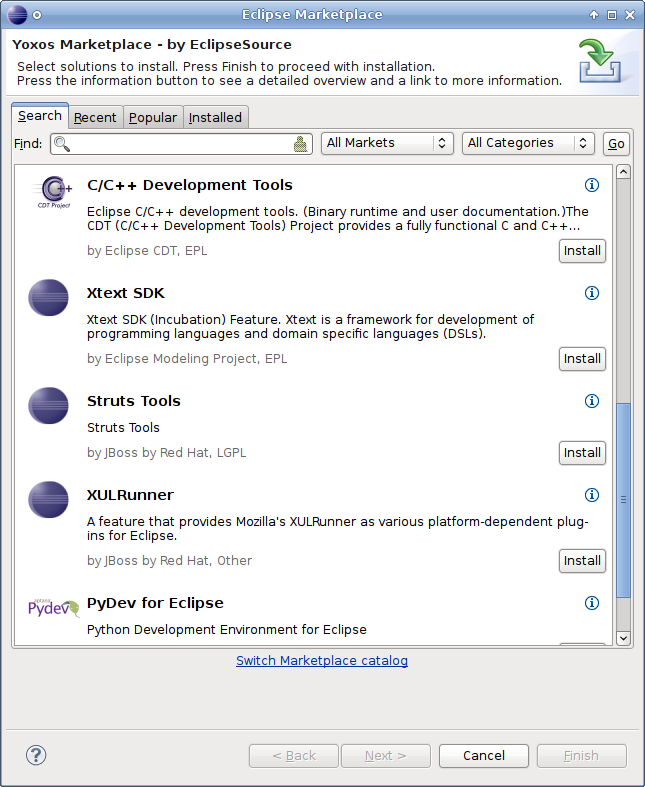 Eclipse Marketplace
Yoxos Marketplace - by EclipseSource
Select solutions to install. Press Finish to proceed with installation.
Press the information button to see a detailed overview and a link to more information.
Search Recent Popular Installed
Find: All Markets All Categories Go
C/C++ Development Tools
CDT Project
Eclipse C/C++ development tools. (Binary runtime and user documentation.)The
CDT (C/C++ Development Tools) Project provides a fully functional C and C++...
by Eclipse CDT, EPL
Install
Xtext SDK
Xtext SDK (Incubation) Feature. Xtext is a framework for development of
programming languages and domain specific languages (DSLs).
by Eclipse Modeling Project, EPL
Install
Struts Tools
Struts Tools
by JBoss by Red Hat, LGPL
Install
XULRunner
A feature that provides Mozilla's XULRunner as various platform-dependent plug-
ins for Eclipse.
by JBoss by Red Hat, Other
Install
aptana
Pydev
PyDev for Eclipse
Python Development Environment for Eclipse
Switch Marketplace catalog
? < Back Next > Cancel Finish